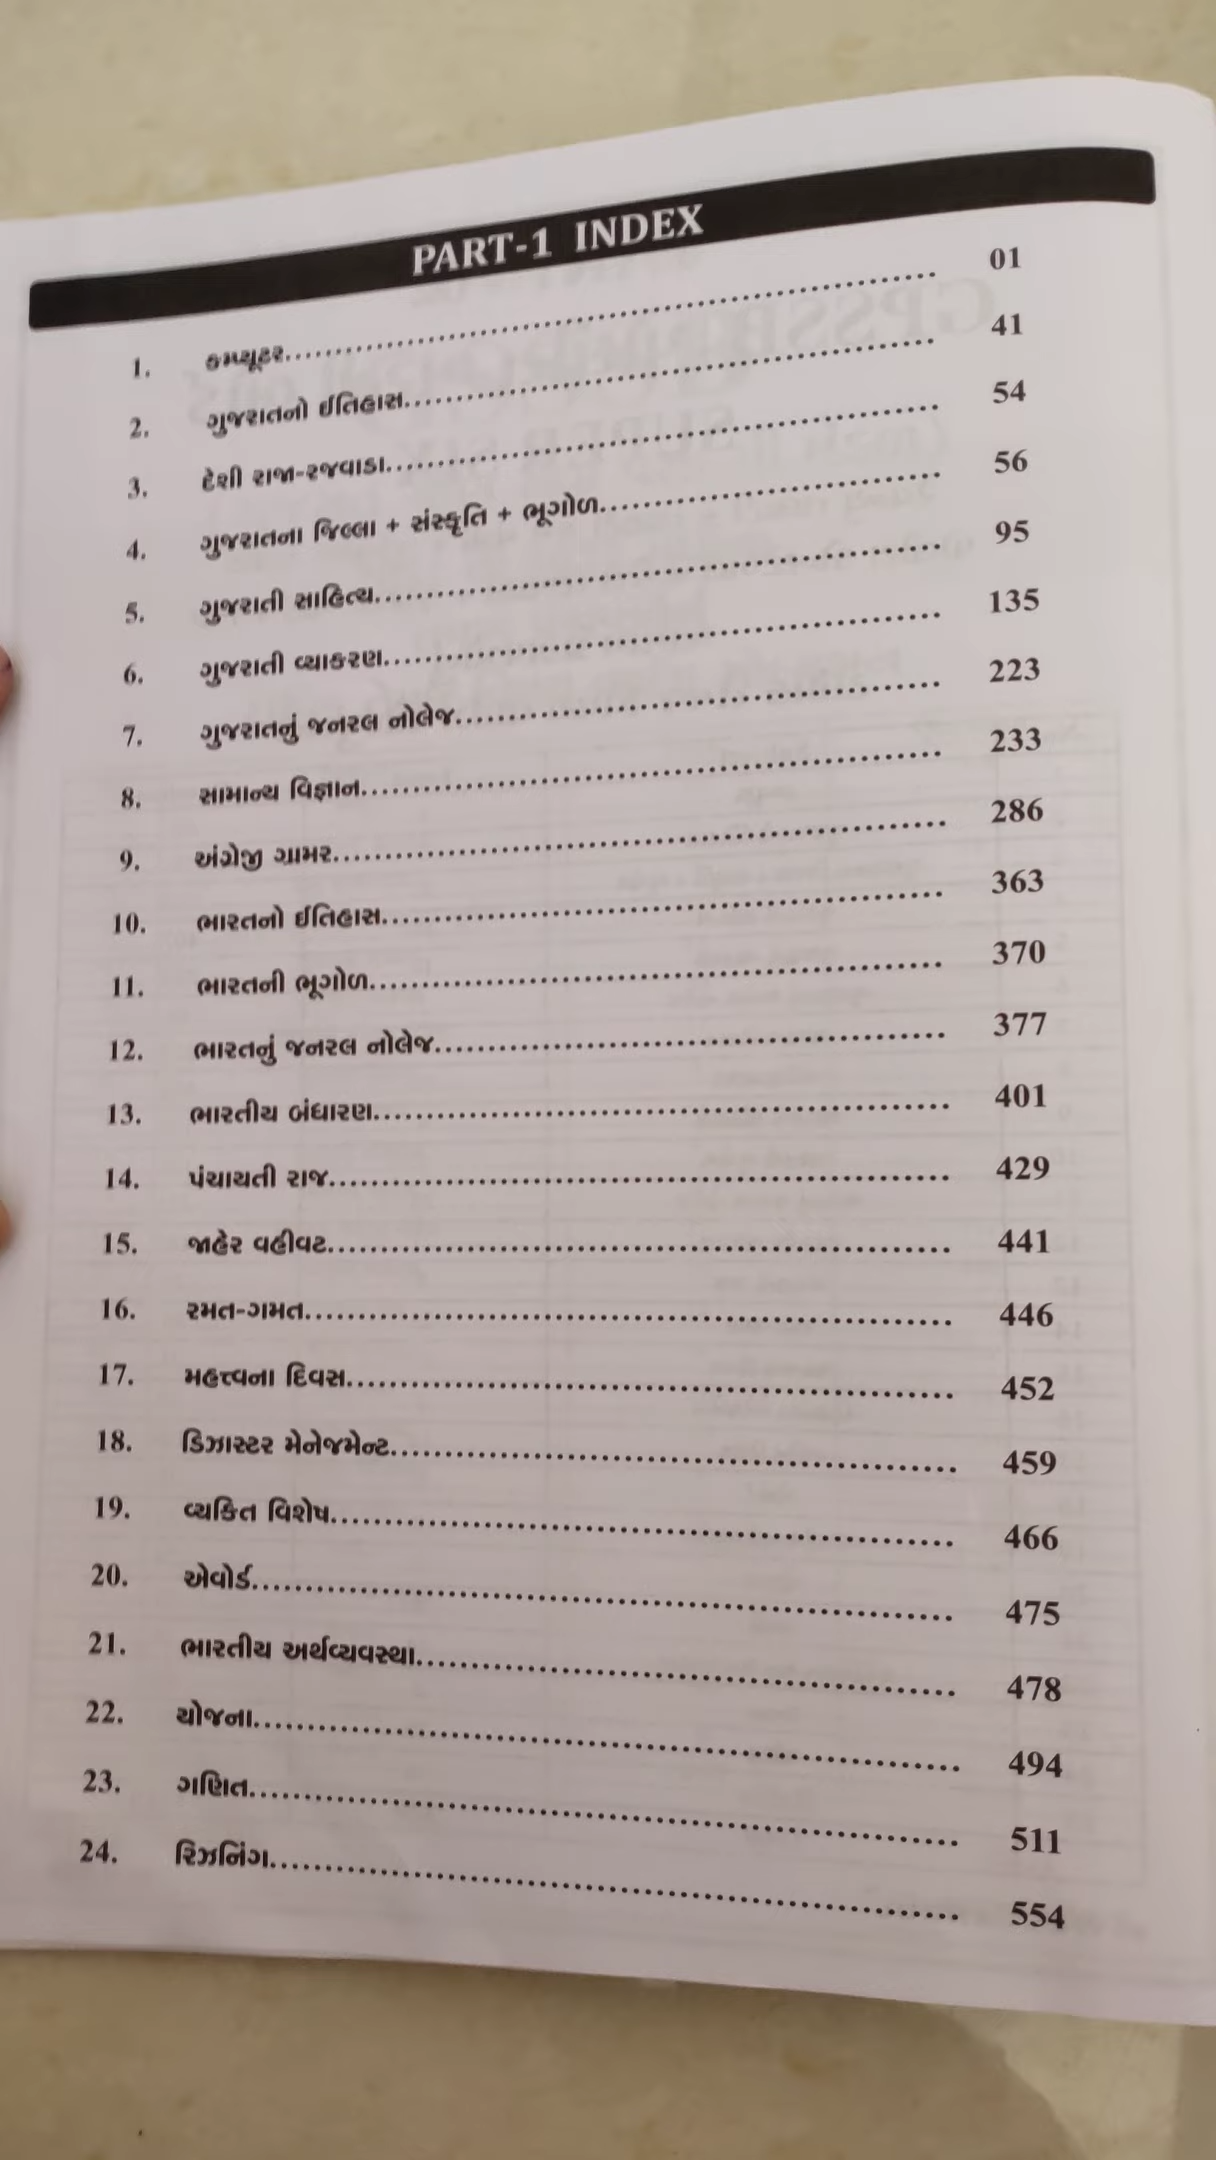 PART-1 INDEX
1. કમ્પ્યૂટર.......... 01
2. ગુજરાતનો ઈતિહાસ.......... 41
3. દેશી રાજા-રજવાડા.......... 54
4. ગુજરાતના જિલ્લા + સંસ્કૃતિ + ભૂગોળ.......... 56
5. ગુજરાતી સાહિત્ય.......... 95
6. ગુજરાતી વ્યાકરણ.......... 135
7. ગુજરાતનું જનરલ નોલેજ.......... 223
8. સામાન્ય વિજ્ઞાન.......... 233
9. અંગ્રેજી ગ્રામર.......... 286
10. ભારતનો ઈતિહાસ.......... 363
11. ભારતની ભૂગોળ.......... 370
12. ભારતનું જનરલ નોલેજ.......... 377
13. ભારતીય બંધારણ.......... 401
14. પંચાયતી રાજ.......... 429
15. જાહેર વહીવટ.......... 441
16. રમત-ગમત.......... 446
17. મહત્ત્વના દિવસ.......... 452
18. ડિઝાસ્ટર મેનેજમેન્ટ.......... 459
19. વ્યકિત વિશેષ.......... 466
20. એવોર્ડ.......... 475
21. ભારતીય અર્થવ્યવસ્થા.......... 478
22. યોજના.......... 494
23. ગણિત.......... 511
24. રિઝનિંગ.......... 554